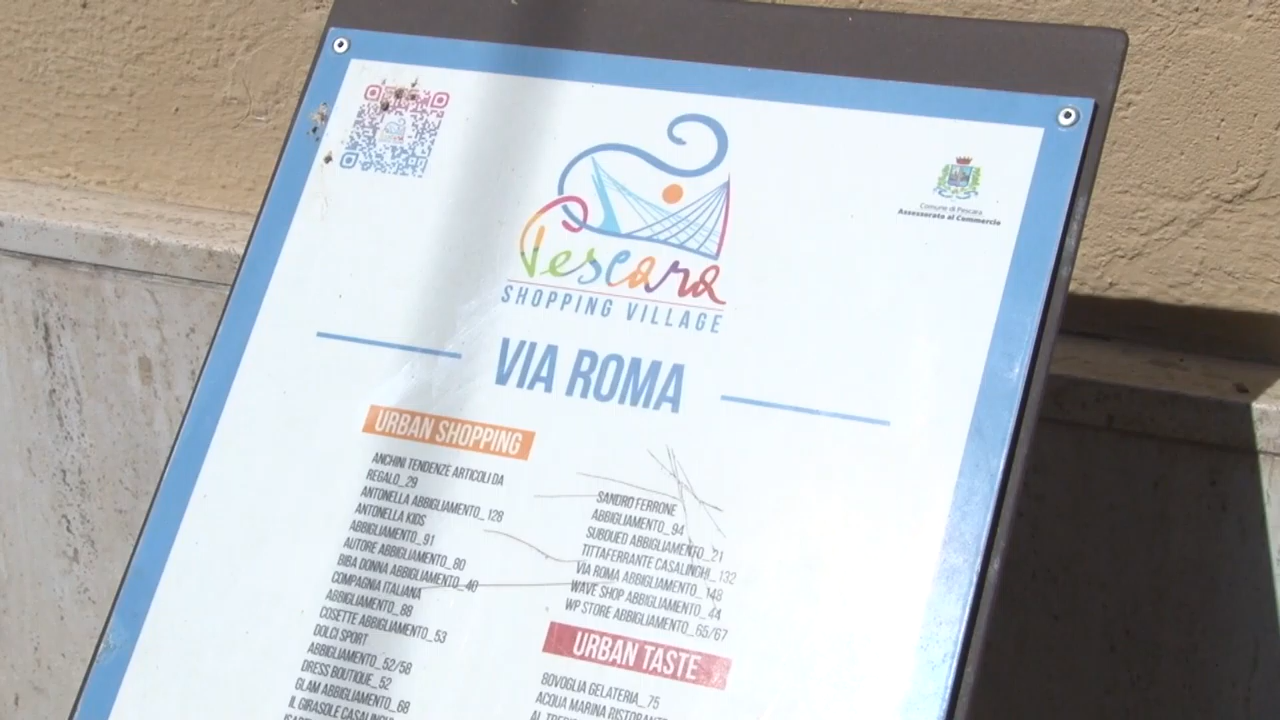 Pescara
SHOPPING VILLAGE
Comune di Pescara
Assessorato al Commercio
VIA ROMA
URBAN SHOPPING
ANCHINI TENDENZE ARTICOLI DA
REGALO_29
ANTONELLA ABBIGLIAMENTO_128
ANTONELLA KIDS
ABBIGLIAMENTO_91
AUTORE ABBIGLIAMENTO_80
BIBA DONNA ABBIGLIAMENTO_40
COMPAGNIA ITALIANA
ABBIGLIAMENTO_88
COSETTE ABBIGLIAMENTO_53
DOLCI SPORT
ABBIGLIAMENTO_52/58
DRESS BOUTIQUE_52
GLAM ABBIGLIAMENTO_68
IL GIRASOLE CASALINGHI
SANDRO FERRONE
ABBIGLIAMENTO_94
SUBOUED ABBIGLIAMENTO_21
TITTAFERRANTE CASALINGHI_132
VIA ROMA ABBIGLIAMENTO_148
WAVE SHOP ABBIGLIAMENTO_44
WP STORE ABBIGLIAMENTO_65/67
URBAN TASTE
BOVOGLIA GELATERIA_75
ACQUA MARINA RISTORANTE